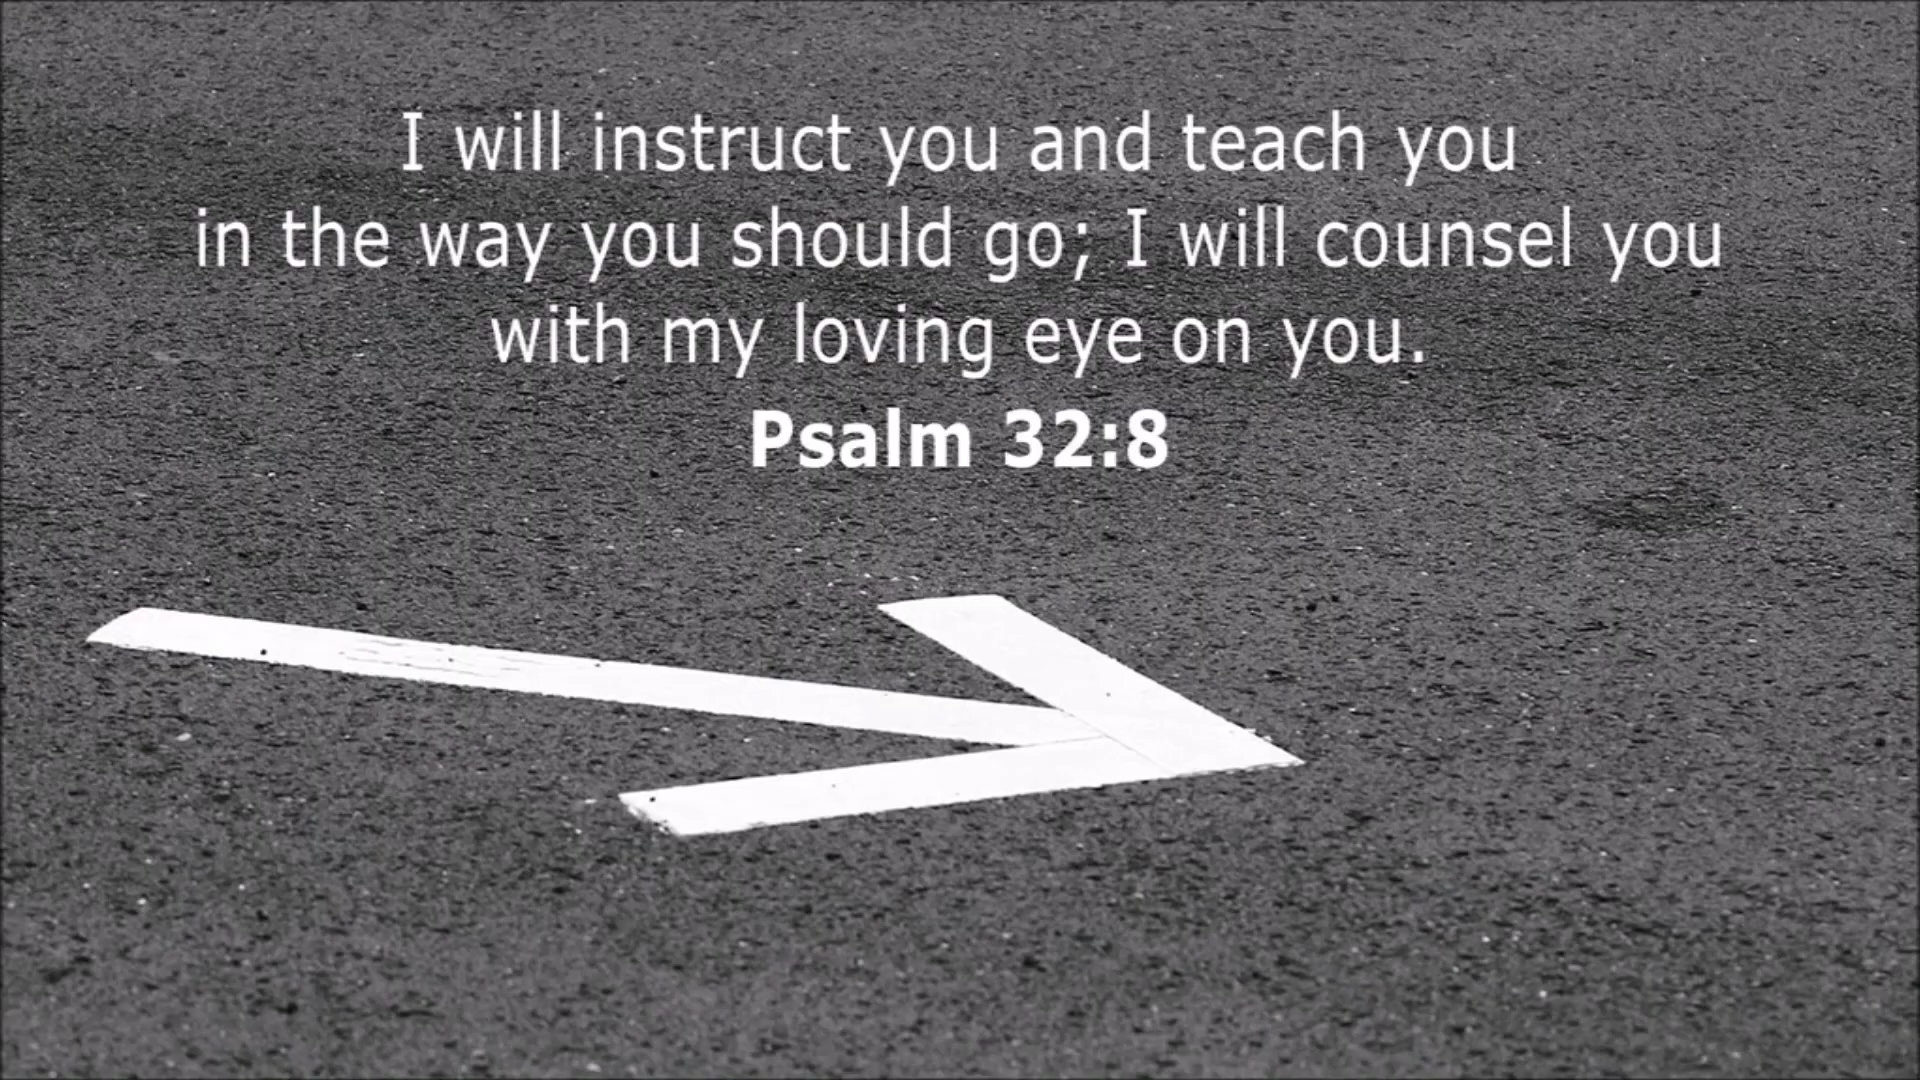 I will instruct you and teach you
in the way you should go; I will counsel you
with my loving eye on you.
Psalm 32:8